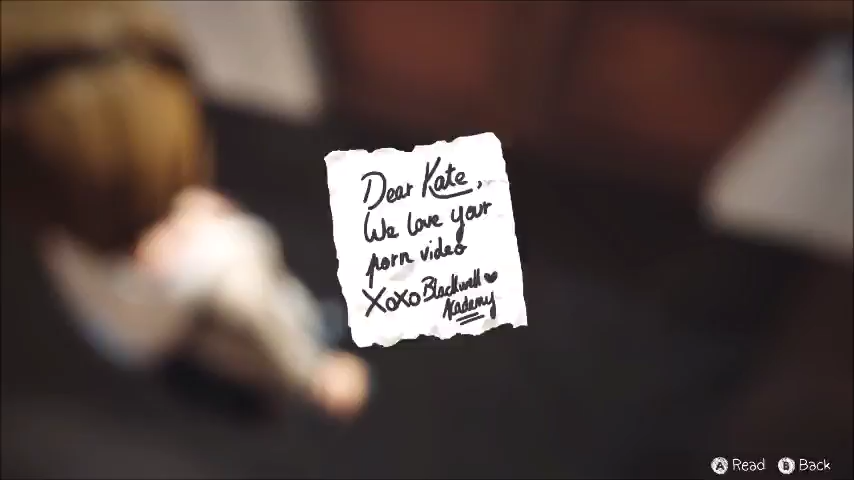 Dear Kate,
We love your
porn video
XoXo Blackwell
Academy
Read
Back